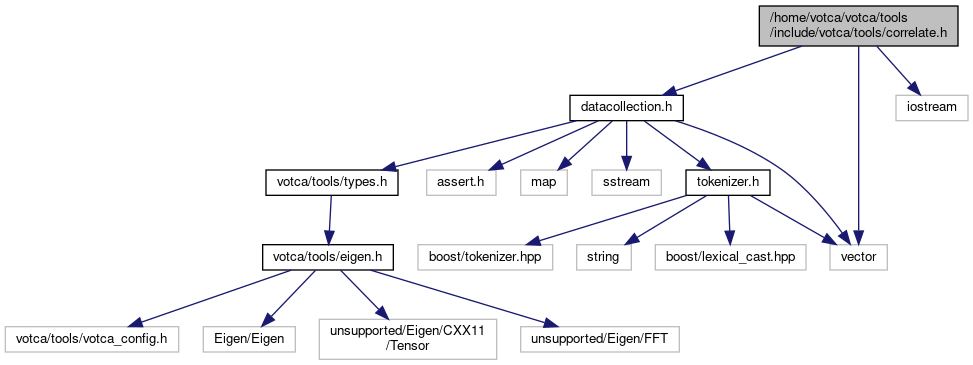 /home/votca/votca/tools
/include/votca/tools/correlate.h
datacollection.h
iostream
votca/tools/types.h
assert.h
map
sstream
tokenizer.h
votca/tools/eigen.h
boost/tokenizer.hpp
string
boost/lexical_cast.hpp
vector
votca/tools/votca_config.h
Eigen/Eigen
unsupported/Eigen/CXX11
/Tensor
unsupported/Eigen/FFT